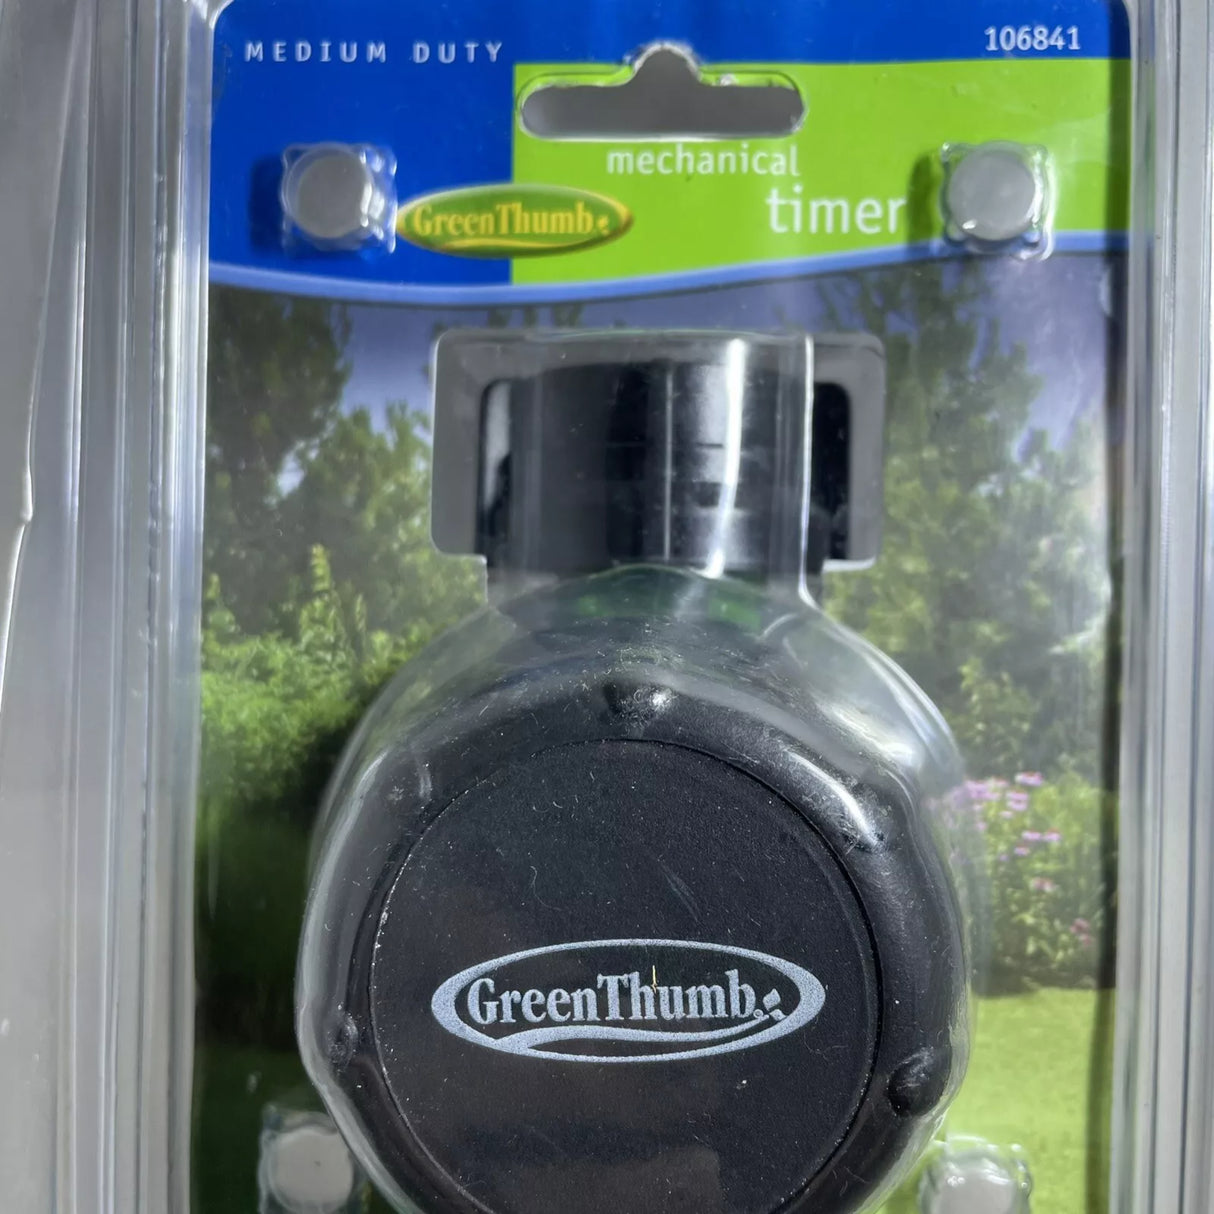 MEDIUM DUTY
106841
mechanical
timer
GreenThumb
GreenThumb